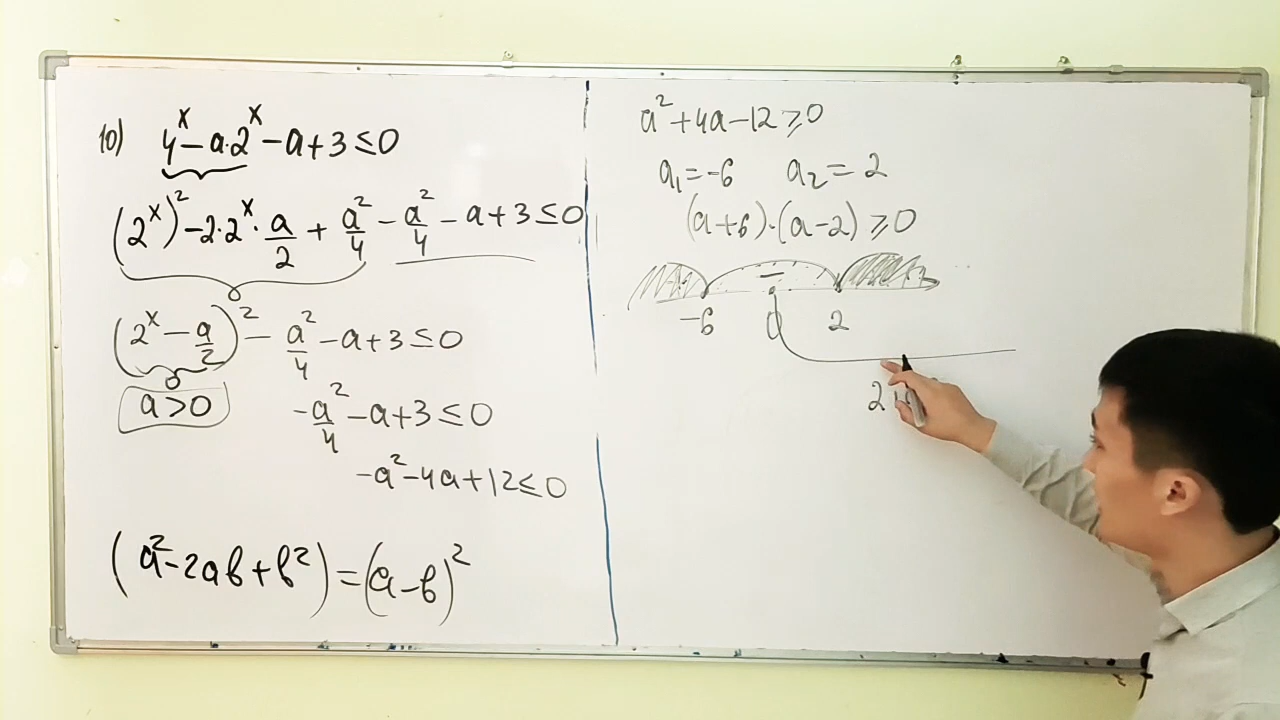 10) 4^x - a·2^x - a + 3 ≤ 0
(2^x)^2 - 2·2^x · a/2 + a^2/4 - a^2/4 - a + 3 ≤ 0
(2^x - a/2)^2 - a^2/4 - a + 3 ≤ 0
a > 0
-a^2/4 - a + 3 ≤ 0
-a^2 - 4a + 12 ≤ 0
(a^2 - 2ab + b^2) = (a - b)^2
a^2 + 4a - 12 ≥ 0
a₁ = -6 a₂ = 2
(a + 6)·(a - 2) ≥ 0
-
-6 0 2
2